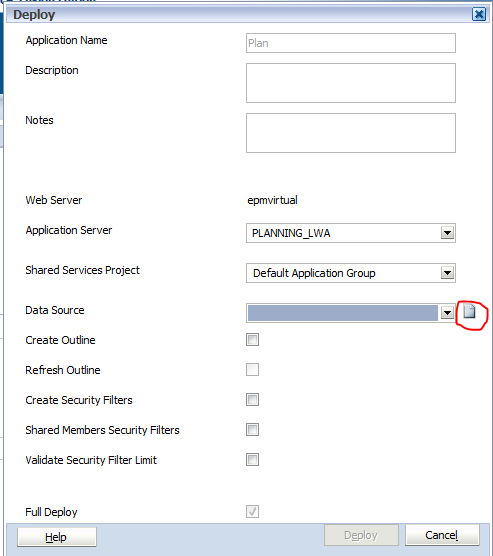 Deploy
Application Name
Plan
Description
Notes
Web Server
epmvirtual
Application Server
PLANNING_LWA
Shared Services Project
Default Application Group
Data Source
Create Outline
Refresh Outline
Create Security Filters
Shared Members Security Filters
Validate Security Filter Limit
Full Deploy
Help
Deploy
Cancel